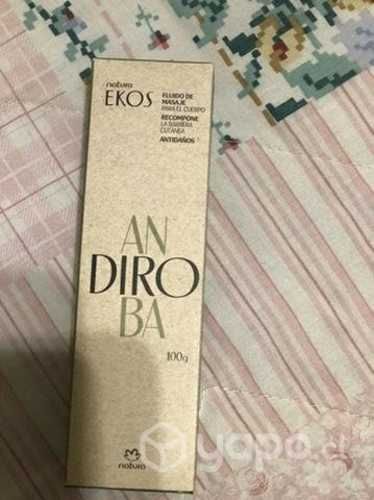 natura
EKOS
FLUIDO DE
MASAJE
PARA EL CUERPO
RECOMPONE
LA BARRERA
CUTÁNEA
ANTIDAÑOS
AN
DIRO
BA
100g
natura
yapo.cl